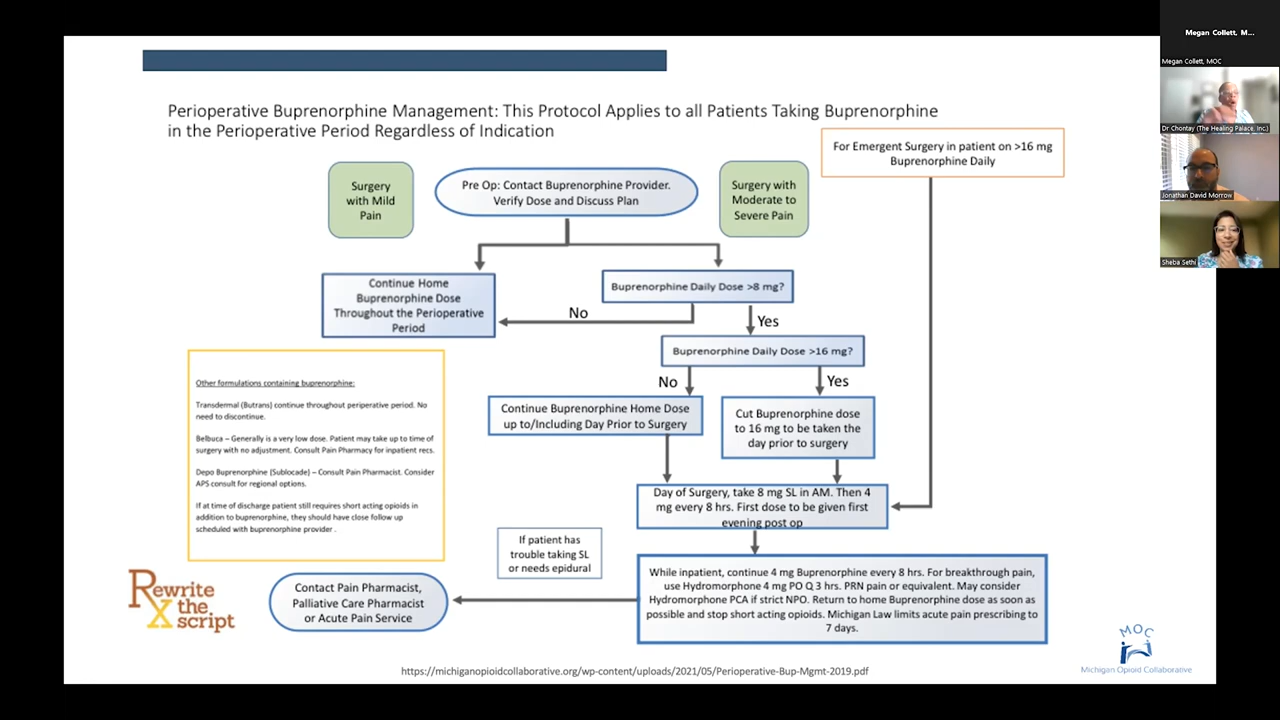 Perioperative Buprenorphine Management: This Protocol Applies to all Patients Taking Buprenorphine
in the Perioperative Period Regardless of Indication
For Emergent Surgery in patient on >16 mg
Buprenorphine Daily
Surgery
with Mild
Pain
Pre Op: Contact Buprenorphine Provider.
Verify Dose and Discuss Plan
Surgery with
Moderate to
Severe Pain
Continue Home
Buprenorphine Dose
Throughout the Perioperative
Period
Buprenorphine Daily Dose >8 mg?
No
Yes
Buprenorphine Daily Dose >16 mg?
No
Yes
Continue Buprenorphine Home Dose
up to/Including Day Prior to Surgery
Cut Buprenorphine dose
to 16 mg to be taken the
day prior to surgery
Other formulations containing buprenorphine:
Transdermal (Butrans) continue throughout periperative period. No
need to discontinue.
Belbuca – Generally is a very low dose. Patient may take up to time of
surgery with no adjustment. Consult Pain Pharmacy for inpatient recs.
Depo Buprenorphine (Sublocade) – Consult Pain Pharmacist. Consider
APS consult for regional options.
If at time of discharge patient still requires short acting opioids in
addition to buprenorphine, they should have close follow up
scheduled with buprenorphine provider .
Day of Surgery, take 8 mg SL in AM. Then 4
mg every 8 hrs. First dose to be given first
evening post op
If patient has
trouble taking SL
or needs epidural
While inpatient, continue 4 mg Buprenorphine every 8 hrs. For breakthrough pain,
use Hydromorphone 4 mg PO Q 3 hrs. PRN pain or equivalent. May consider
Hydromorphone PCA if strict NPO. Return to home Buprenorphine dose as soon as
possible and stop short acting opioids. Michigan Law limits acute pain prescribing to
7 days.
Contact Pain Pharmacist,
Palliative Care Pharmacist
or Acute Pain Service
Rewrite
the
script
MOC
Michigan Opioid Collaborative
https://michiganopioidcollaborative.org/wp-content/uploads/2021/05/Perioperative-Bup-Mgmt-2019.pdf
Megan Collett, M...
Megan Collett, MOC
Dr Chontay (The Healing Palace, Inc.)
Jonathan David Morrow
Sheba Sethi